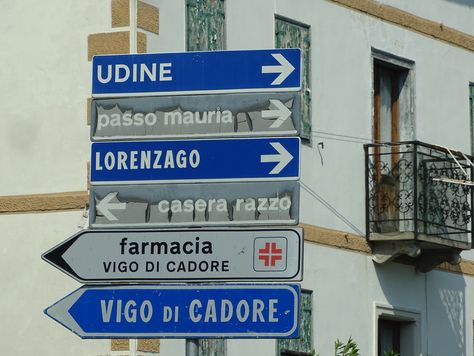 UDINE
passo mauria
LORENZAGO
casera razzo
farmacia
VIGO DI CADORE
VIGO DI CADORE